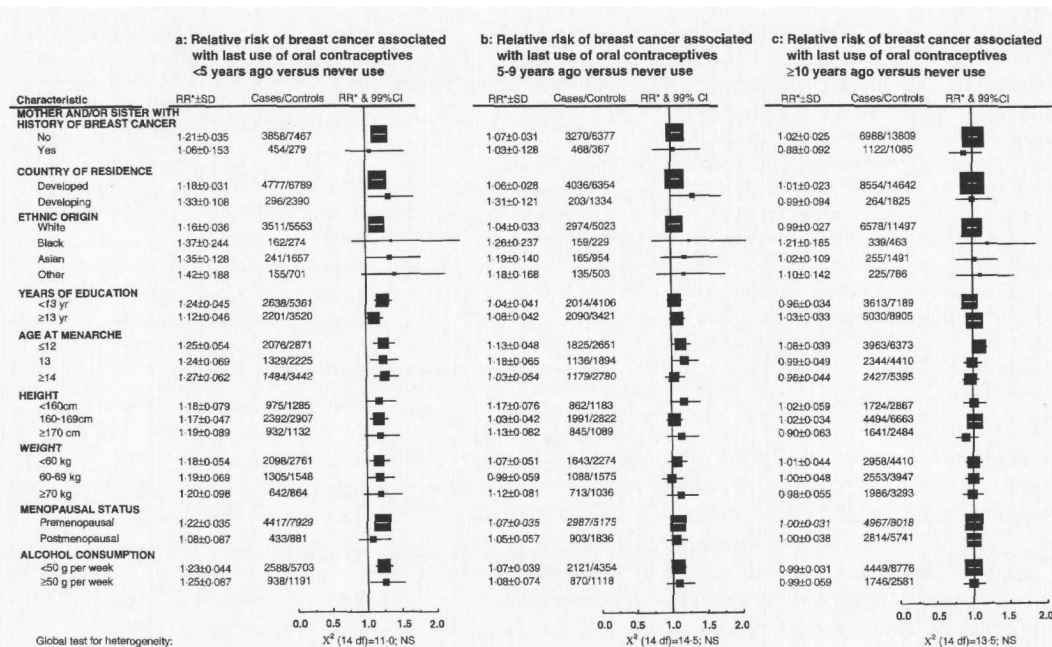 a: Relative risk of breast cancer associated with last use of oral contraceptives <5 years ago versus never use
b: Relative risk of breast cancer associated with last use of oral contraceptives 5-9 years ago versus never use
c: Relative risk of breast cancer associated with last use of oral contraceptives ≥10 years ago versus never use
Characteristic RR*±SD Cases/Controls RR* & 99%CI RR*±SD Cases/Controls RR* & 99%CI RR*±SD Cases/Controls RR* & 99%CI
MOTHER AND/OR SISTER WITH
HISTORY OF BREAST CANCER
No 1·21±0·035 3858/7467 1·07±0·031 3270/6377 1·02±0·025 6988/13809
Yes 1·06±0·153 454/279 1·03±0·128 468/367 0·88±0·092 1122/1085
COUNTRY OF RESIDENCE
Developed 1·18±0·031 4777/6789 1·06±0·028 4036/6354 1·01±0·023 8554/14642
Developing 1·33±0·108 296/2390 1·31±0·121 203/1334 0·99±0·094 264/1825
ETHNIC ORIGIN
White 1·16±0·036 3511/5553 1·04±0·033 2974/5023 0·99±0·027 6578/11497
Black 1·37±0·244 162/274 1·26±0·237 159/229 1·21±0·185 339/463
Asian 1·35±0·128 241/1657 1·19±0·140 165/954 1·02±0·109 255/1491
Other 1·42±0·188 155/701 1·18±0·168 135/503 1·10±0·142 225/786
YEARS OF EDUCATION
<13 yr 1·24±0·045 2638/5361 1·04±0·041 2014/4106 0·96±0·034 3613/7189
≥13 yr 1·12±0·046 2201/3520 1·08±0·042 2090/3421 1·03±0·033 5030/8905
AGE AT MENARCHE
≤12 1·25±0·054 2076/2871 1·13±0·048 1825/2651 1·08±0·039 3963/6373
13 1·24±0·069 1329/2225 1·18±0·065 1136/1894 0·99±0·049 2344/4410
≥14 1·27±0·062 1484/3442 1·03±0·054 1179/2780 0·96±0·044 2427/5395
HEIGHT
<160cm 1·18±0·079 975/1285 1·17±0·076 862/1183 1·02±0·059 1724/2867
160-169cm 1·17±0·047 2392/2907 1·03±0·042 1991/2822 1·02±0·034 4494/6663
≥170 cm 1·19±0·089 932/1132 1·13±0·082 845/1089 0·90±0·063 1641/2484
WEIGHT
<60 kg 1·18±0·054 2098/2761 1·07±0·051 1643/2274 1·01±0·044 2958/4410
60-69 kg 1·19±0·069 1305/1548 0·99±0·059 1088/1575 1·00±0·048 2553/3947
≥70 kg 1·20±0·098 642/864 1·12±0·081 713/1036 0·98±0·055 1986/3293
MENOPAUSAL STATUS
Premenopausal 1·22±0·035 4417/7929 1·07±0·035 2987/5175 1·00±0·031 4967/8018
Postmenopausal 1·08±0·087 433/881 1·05±0·057 903/1836 1·00±0·038 2814/5741
ALCOHOL CONSUMPTION
<50 g per week 1·23±0·044 2588/5703 1·07±0·039 2121/4354 0·99±0·031 4449/8776
≥50 g per week 1·25±0·087 938/1191 1·08±0·074 870/1118 0·99±0·059 1746/2581
0.0 0.5 1.0 1.5 2.0 0.0 0.5 1.0 1.5 2.0 0.0 0.5 1.0 1.5 2.0
Global test for heterogeneity: X² (14 df)=11·0; NS X² (14 df)=14·5; NS X² (14 df)=13·5; NS